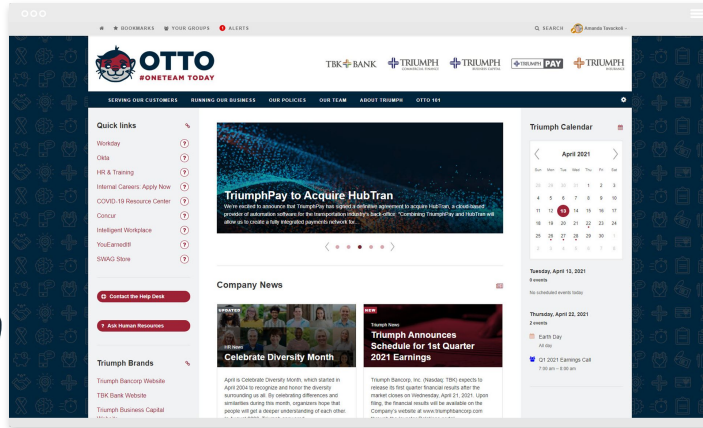 BOOKMARKS YOUR GROUPS ALERTS
SEARCH Amanda Tavackoli
OTTO
#ONETEAM TODAY
TBK BANK
TRIUMPH
COMMERCIAL FINANCE
TRIUMPH
BUSINESS CAPITAL
TRIUMPH PAY
TRIUMPH
INSURANCE
SERVING OUR CUSTOMERS RUNNING OUR BUSINESS OUR POLICIES OUR TEAM ABOUT TRIUMPH OTTO 101
Quick links
Workday
Okta
HR & Training
Internal Careers: Apply Now
COVID-19 Resource Center
Concur
Intelligent Workplace
YouEarnedIt!
SWAG Store
Contact the Help Desk
Ask Human Resources
Triumph Brands
Triumph Bancorp Website
TBK Bank Website
Triumph Business Capital
TriumphPay to Acquire HubTran
We're excited to announce that TriumphPay has signed a definitive agreement to acquire HubTran, a cloud-based
provider of automation software for the transportation industry's back-office. "Combining TriumphPay and HubTran will
allow us to create a fully integrated payments network for...
Company News
UPDATED
HR News
Celebrate Diversity Month
April is Celebrate Diversity Month, which started in
April 2004 to recognize and honor the diversity
surrounding us all. By celebrating differences and
similarities during this month, organizers hope that
people will get a deeper understanding of each other.
NEW
Triumph News
Triumph Announces
Schedule for 1st Quarter
2021 Earnings
Triumph Bancorp, Inc. (Nasdaq: TBK) expects to
release its first quarter financial results after the
market closes on Wednesday, April 21, 2021. Upon
filing, the financial results will be available on the
Company's website at www.triumphbancorp.com
Triumph Calendar
April 2021
Sun Mon Tue Wed Thu Fri Sat
28 29 30 31 1 2 3
4 5 6 7 8 9 10
11 12 13 14 15 16 17
18 19 20 21 22 23 24
25 26 27 28 29 30 1
2 3 4 5 6 7 8
Tuesday, April 13, 2021
0 events
No scheduled events today
Thursday, April 22, 2021
2 events
Earth Day
All day
Q1 2021 Earnings Call